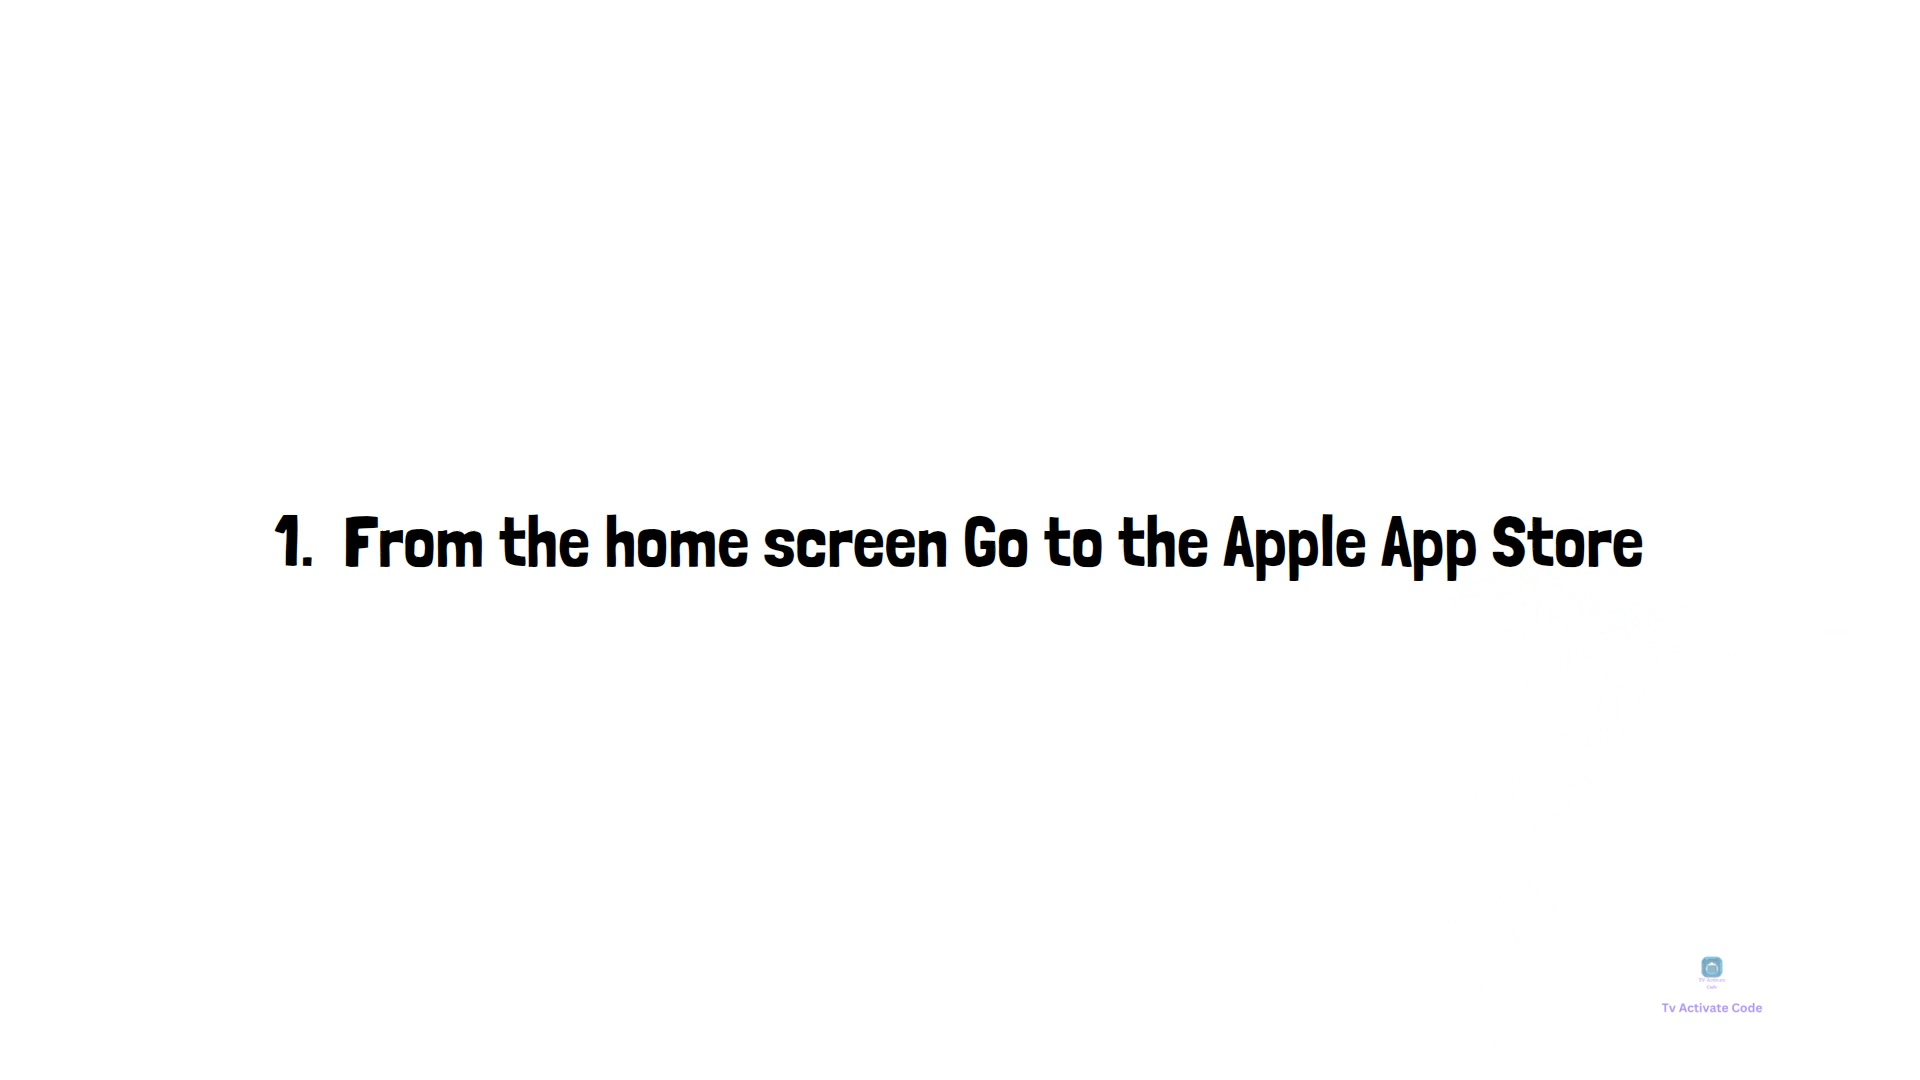 1. From the home screen Go to the Apple App Store
Tv Activate Code